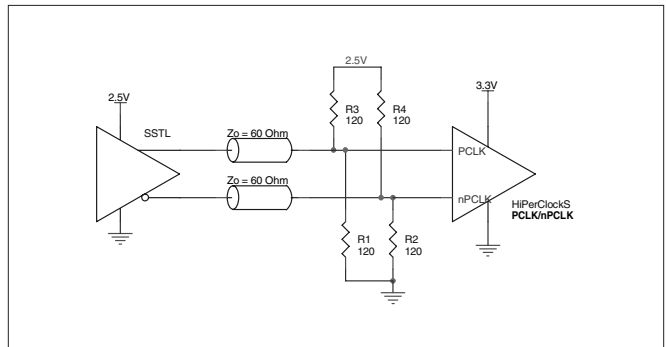 2.5V
3.3V
2.5V
R3
120
R4
120
SSTL
Zo = 60 Ohm
PCLK
Zo = 60 Ohm
nPCLK
HiPerClockS
PCLK/nPCLK
R1
120
R2
120